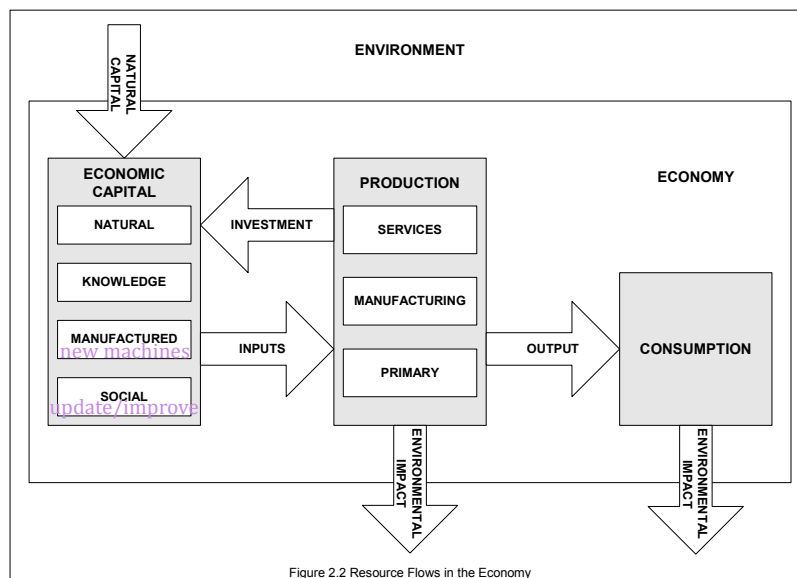 ENVIRONMENT
NATURAL
CAPITAL
ECONOMY
ECONOMIC
CAPITAL
NATURAL
KNOWLEDGE
MANUFACTURED
new machines
SOCIAL
update/improve
INVESTMENT
INPUTS
PRODUCTION
SERVICES
MANUFACTURING
PRIMARY
OUTPUT
CONSUMPTION
ENVIRONMENTAL
IMPACT
ENVIRONMENTAL
IMPACT
Figure 2.2 Resource Flows in the Economy